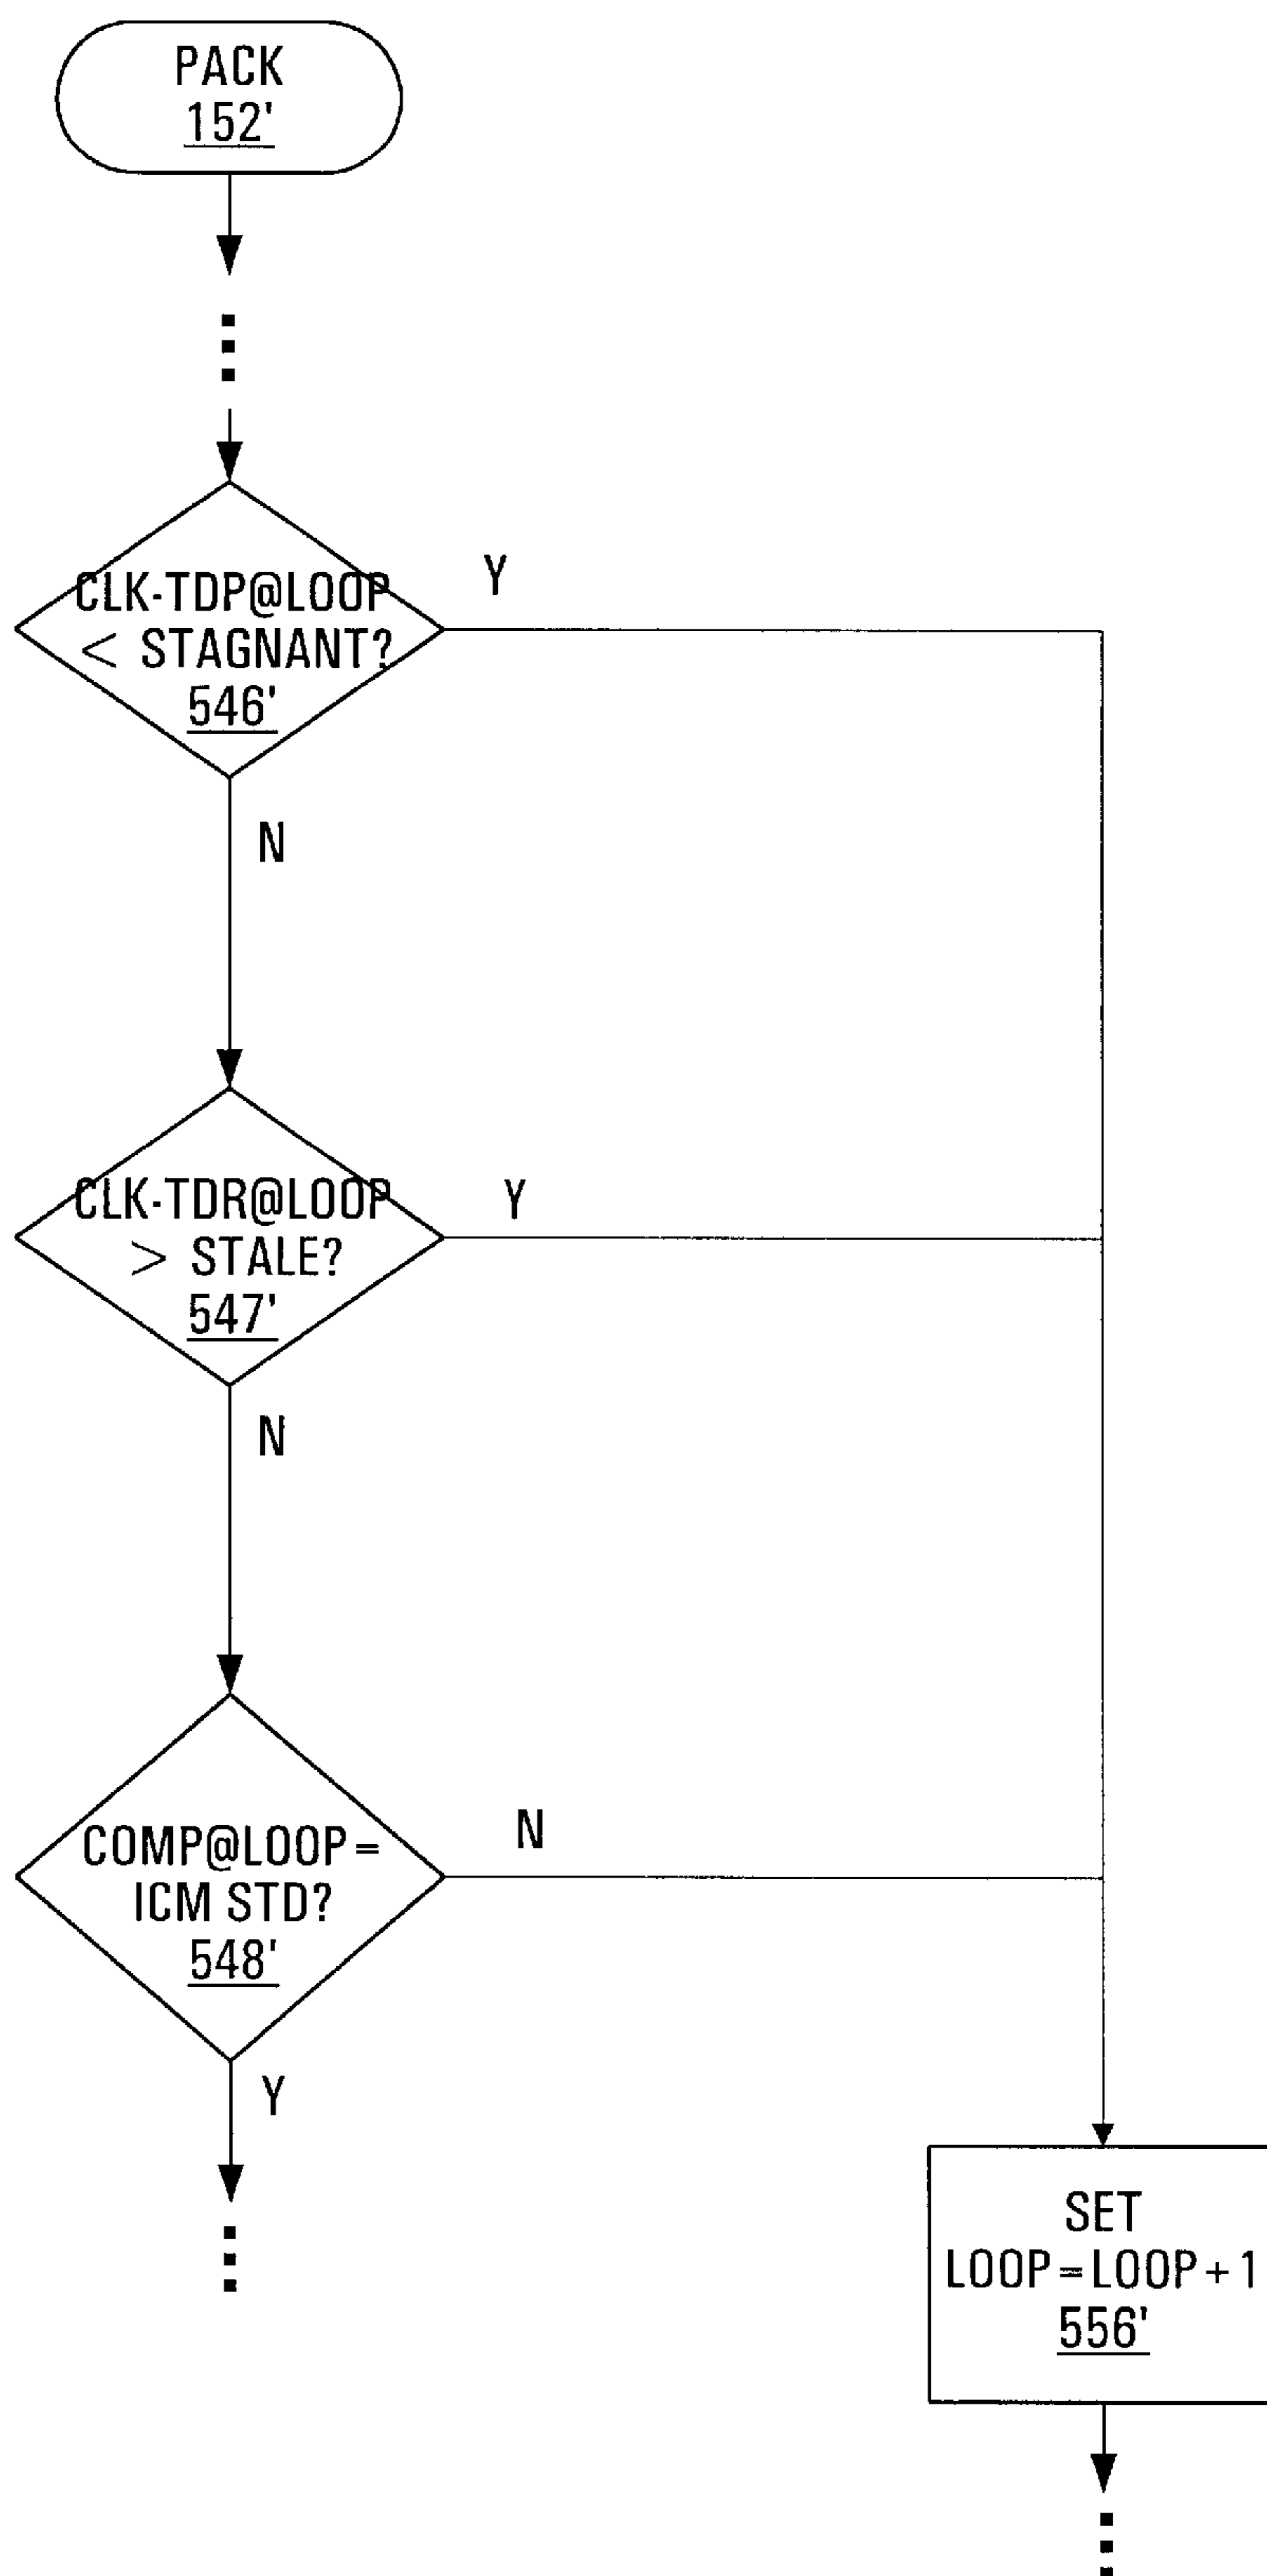 PACK
152'
CLK-TDP@LOOP
< STAGNANT?
546'
Y
N
CLK-TDR@LOOP
> STALE?
547'
Y
N
COMP@LOOP=
ICM STD?
548'
N
Y
SET
LOOP=LOOP+1
556'